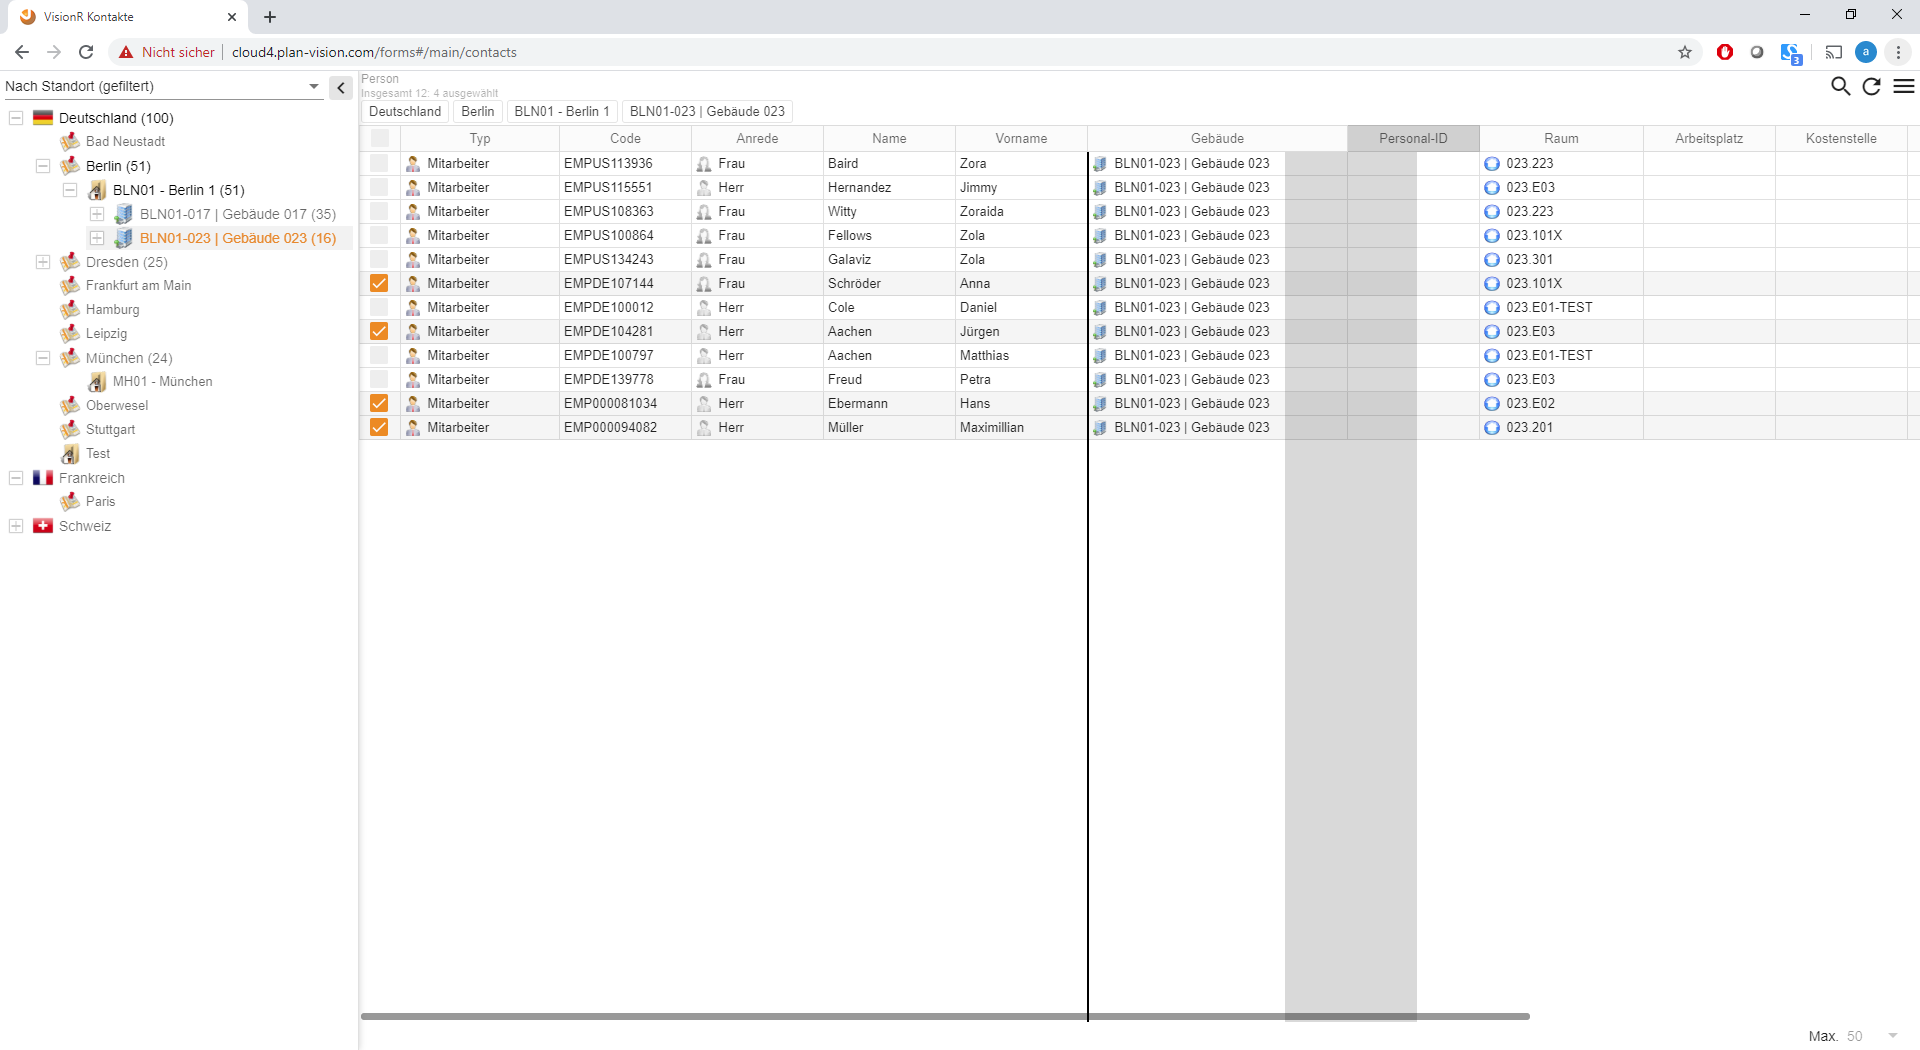 VisionR Kontakte
Nicht sicher cloud4.plan-vision.com/forms#/main/contacts
3
a
Nach Standort (gefiltert)
Deutschland (100)
Bad Neustadt
Berlin (51)
BLN01 - Berlin 1 (51)
BLN01-017 | Gebäude 017 (35)
BLN01-023 | Gebäude 023 (16)
Dresden (25)
Frankfurt am Main
Hamburg
Leipzig
München (24)
MH01 - München
Oberwesel
Stuttgart
Test
Frankreich
Paris
Schweiz
Person
Insgesamt 12: 4 ausgewählt
Deutschland Berlin BLN01 - Berlin 1 BLN01-023 | Gebäude 023
Typ Code Anrede Name Vorname Gebäude Personal-ID Raum Arbeitsplatz Kostenstelle
Mitarbeiter EMPUS113936 Frau Baird Zora BLN01-023 | Gebäude 023 023.223
Mitarbeiter EMPUS115551 Herr Hernandez Jimmy BLN01-023 | Gebäude 023 023.E03
Mitarbeiter EMPUS108363 Frau Witty Zoraida BLN01-023 | Gebäude 023 023.223
Mitarbeiter EMPUS100864 Frau Fellows Zola BLN01-023 | Gebäude 023 023.101X
Mitarbeiter EMPUS134243 Frau Galaviz Zola BLN01-023 | Gebäude 023 023.301
Mitarbeiter EMPDE107144 Frau Schröder Anna BLN01-023 | Gebäude 023 023.101X
Mitarbeiter EMPDE100012 Herr Cole Daniel BLN01-023 | Gebäude 023 023.E01-TEST
Mitarbeiter EMPDE104281 Herr Aachen Jürgen BLN01-023 | Gebäude 023 023.E03
Mitarbeiter EMPDE100797 Herr Aachen Matthias BLN01-023 | Gebäude 023 023.E01-TEST
Mitarbeiter EMPDE139778 Frau Freud Petra BLN01-023 | Gebäude 023 023.E03
Mitarbeiter EMP000081034 Herr Ebermann Hans BLN01-023 | Gebäude 023 023.E02
Mitarbeiter EMP000094082 Herr Müller Maximillian BLN01-023 | Gebäude 023 023.201
Max. 50